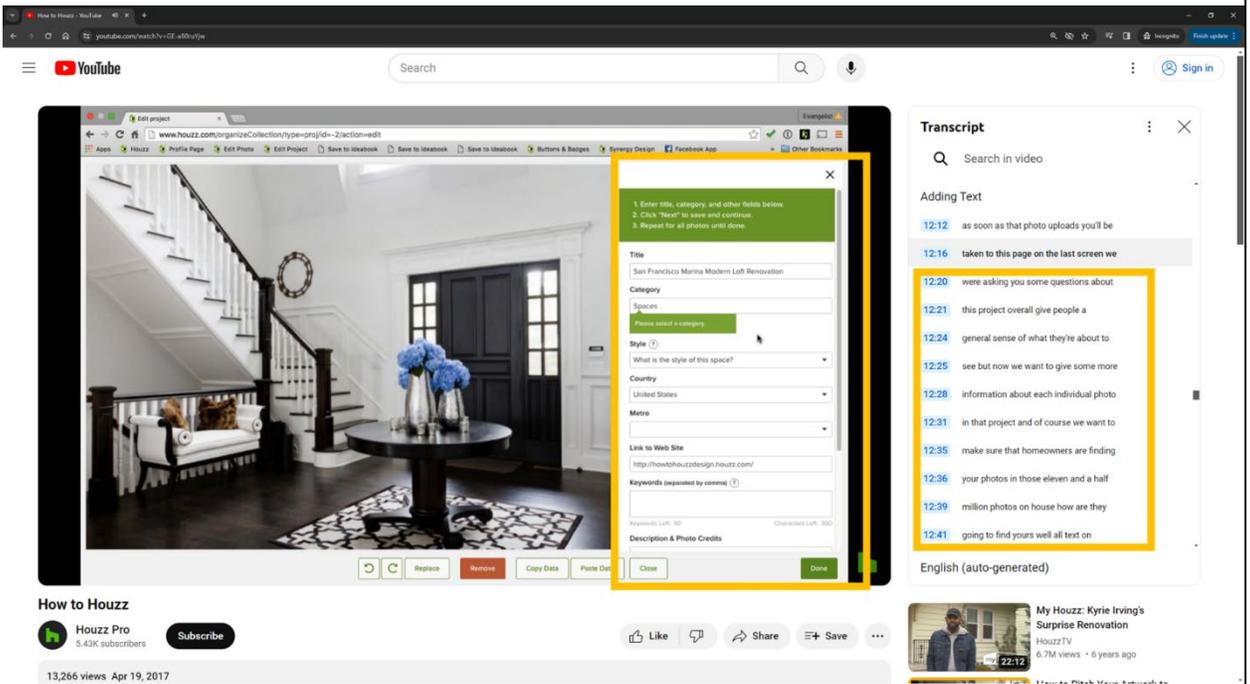 How to Houzz - YouTube
youtube.com/watch?v=GE-a80ruYjw
Incognito
Finish update
YouTube
Search
Sign in
Edit project
Evangelist
www.houzz.com/organizeCollection/type=proj/id=-2/action=edit
Apps Houzz Profile Page Edit Photo Edit Project Save to Ideabook Save to Ideabook Save to Ideabook Buttons & Badges Synergy Design Facebook App » Other Bookmarks
1. Enter title, category, and other fields below.
2. Click "Next" to save and continue.
3. Repeat for all photos until done.
Title
San Francisco Marina Modern Loft Renovation
Category
Spaces
Please select a category.
Style ?
What is the style of this space?
Country
United States
Metro
Link to Web Site
http://howtohouzzdesign.houzz.com/
Keywords (separated by comma) ?
Keywords Left: 50 Characters Left: 300
Description & Photo Credits
Replace Remove Copy Data Paste Dat Close Done
Transcript
Search in video
Adding Text
12:12 as soon as that photo uploads you'll be
12:16 taken to this page on the last screen we
12:20 were asking you some questions about
12:21 this project overall give people a
12:24 general sense of what they're about to
12:25 see but now we want to give some more
12:28 information about each individual photo
12:31 in that project and of course we want to
12:35 make sure that homeowners are finding
12:36 your photos in those eleven and a half
12:39 million photos on house how are they
12:41 going to find yours well all text on
English (auto-generated)
How to Houzz
Houzz Pro
5.43K subscribers
Subscribe
Like
Share
Save
13,266 views Apr 19, 2017
My Houzz: Kyrie Irving's
Surprise Renovation
HouzzTV
6.7M views • 6 years ago
22:12
How to Pitch Your Artwork to